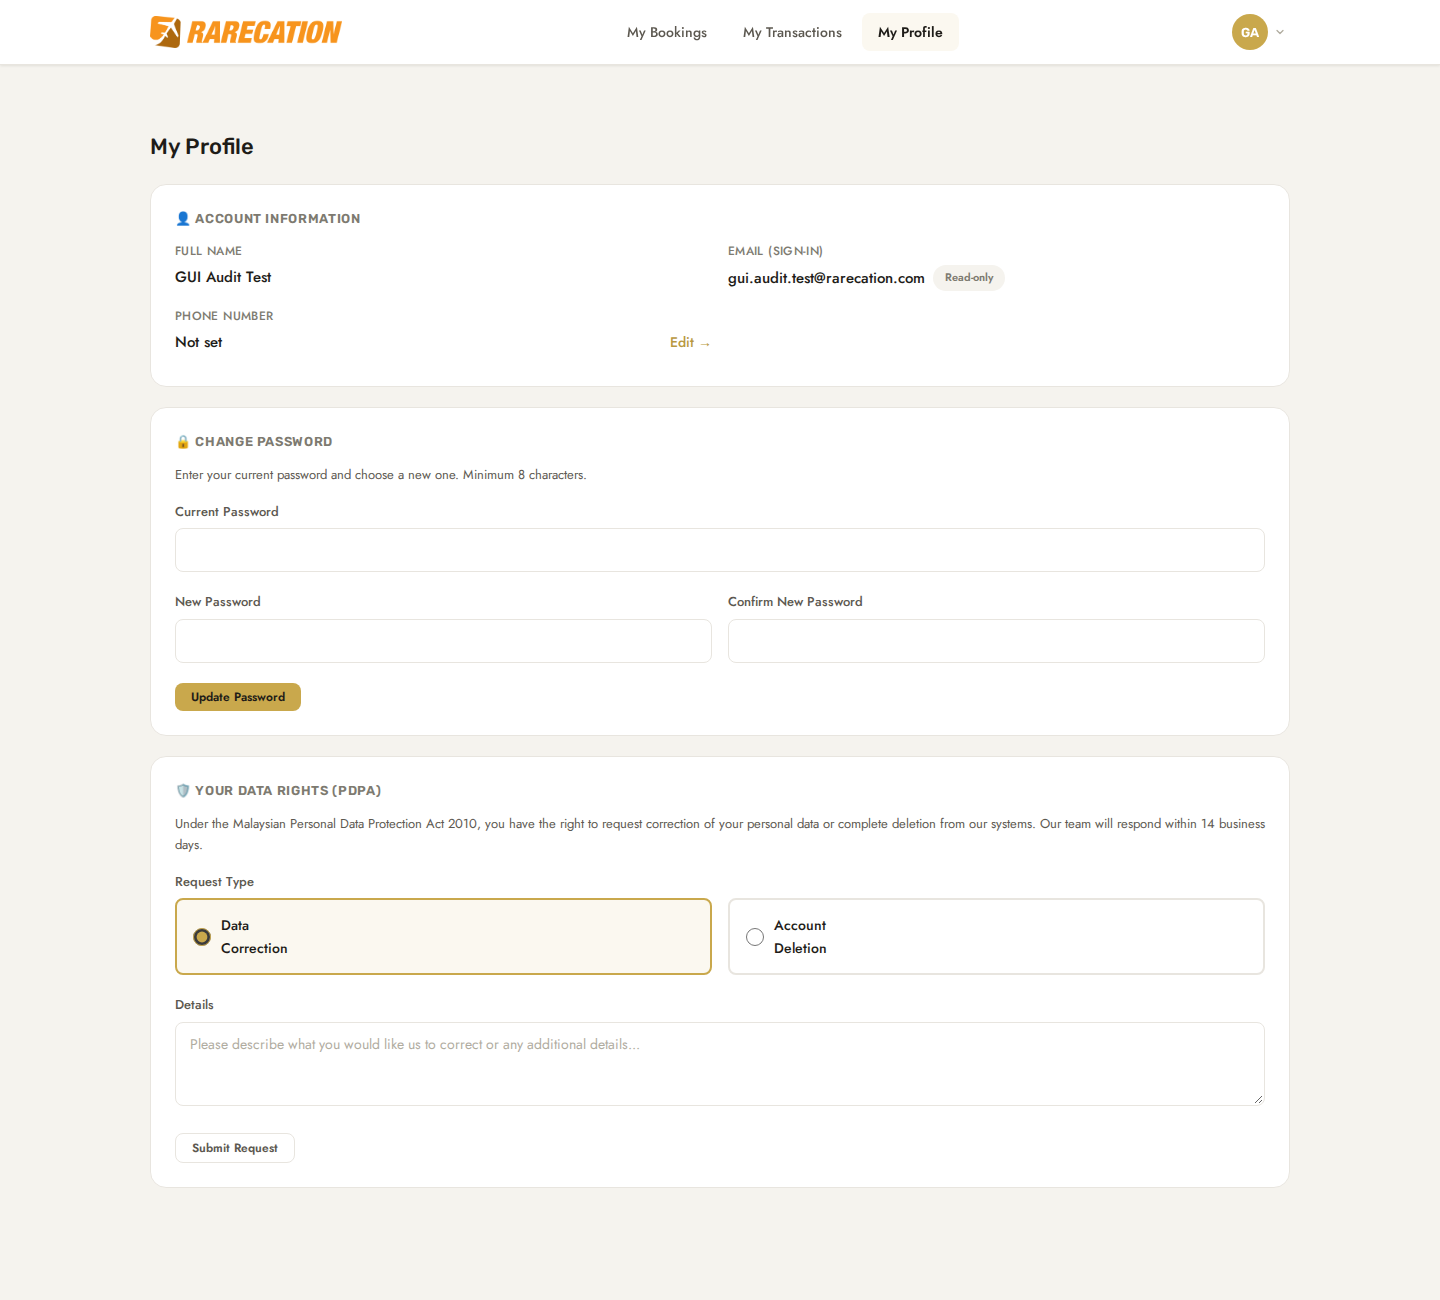 RARECATION
My Bookings
My Transactions
My Profile
GA
My Profile
👤 ACCOUNT INFORMATION
FULL NAME
GUI Audit Test
EMAIL (SIGN-IN)
gui.audit.test@rarecation.com Read-only
PHONE NUMBER
Not set
Edit →
🔒 CHANGE PASSWORD
Enter your current password and choose a new one. Minimum 8 characters.
Current Password
New Password
Confirm New Password
Update Password
🛡️ YOUR DATA RIGHTS (PDPA)
Under the Malaysian Personal Data Protection Act 2010, you have the right to request correction of your personal data or complete deletion from our systems. Our team will respond within 14 business
days.
Request Type
Data
Correction
Account
Deletion
Details
Please describe what you would like us to correct or any additional details...
Submit Request